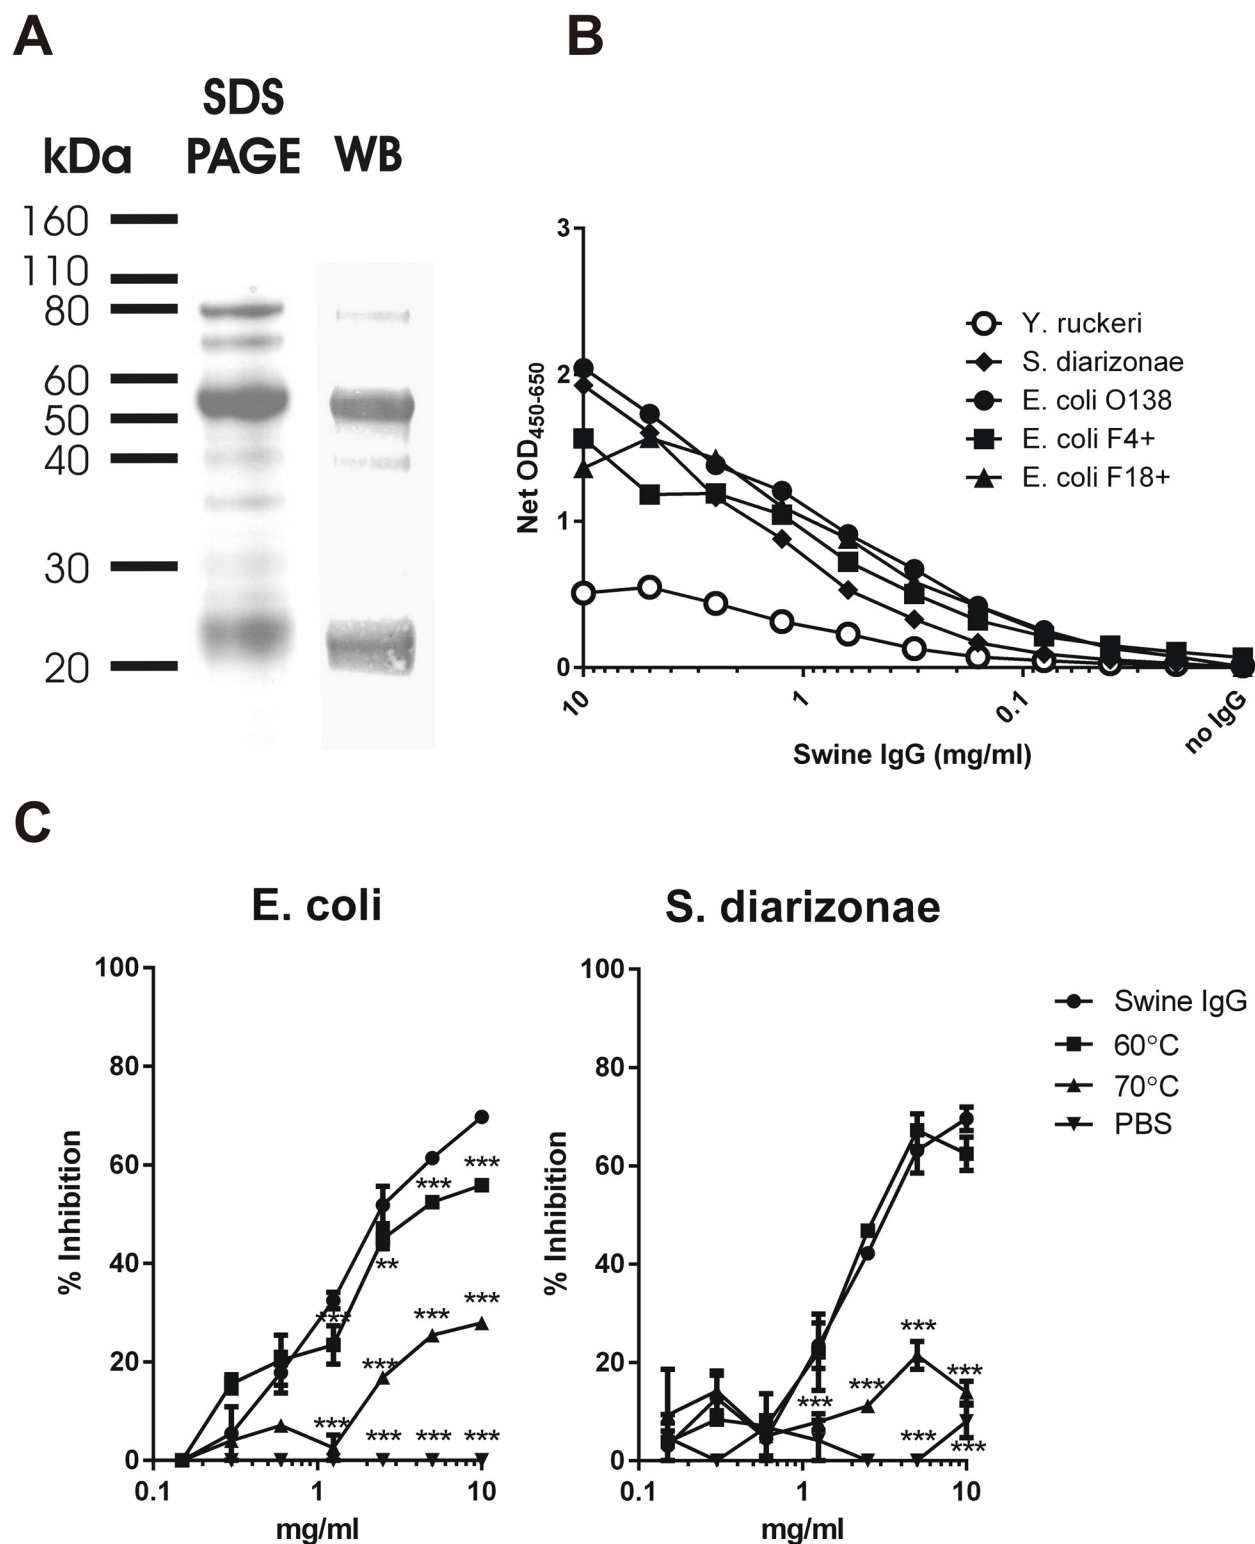 A
SDS
kDa PAGE WB
160
110
80
60
50
40
30
20
B
3
2
1
0
Net OD450-650
10 1 0.1 no IgG
Swine IgG (mg/ml)
Y. ruckeri
S. diarizonae
E. coli O138
E. coli F4+
E. coli F18+
C
E. coli
100
80
60
40
20
0
% Inhibition
*** ***
**
***
*** *** ***
***
*** *** ***
0.1 1 10
mg/ml
S. diarizonae
100
80
60
40
20
0
% Inhibition
*** *** *** ***
*** ***
0.1 1 10
mg/ml
Swine IgG
60°C
70°C
PBS